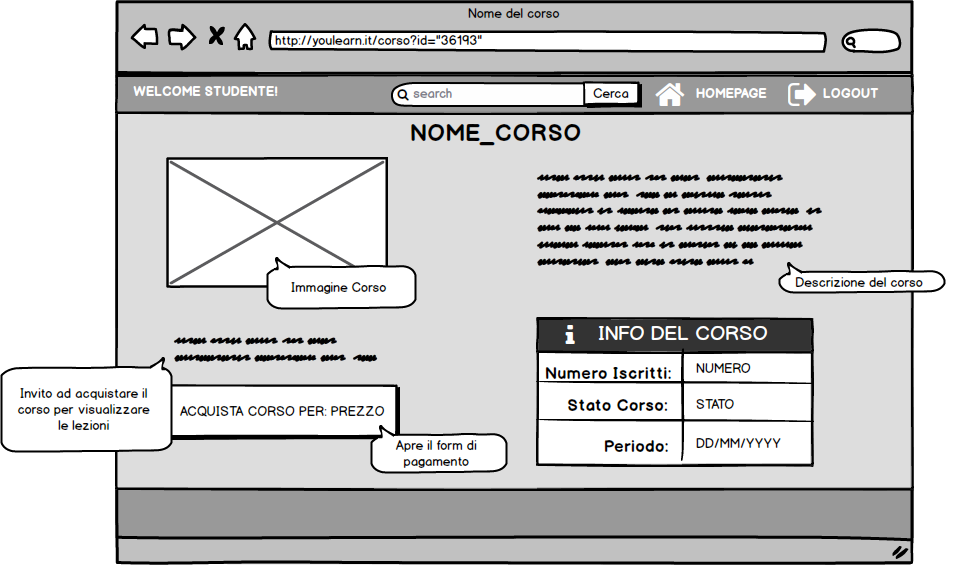 Nome del corso
http://youlearn.it/corso?id="36193"
WELCOME STUDENTE!
search
Cerca
HOMEPAGE
LOGOUT
NOME_CORSO
Immagine Corso
Descrizione del corso
Invito ad acquistare il
corso per visualizzare
le lezioni
ACQUISTA CORSO PER: PREZZO
Apre il form di
pagamento
i INFO DEL CORSO
Numero Iscritti: NUMERO
Stato Corso: STATO
Periodo: DD/MM/YYYY